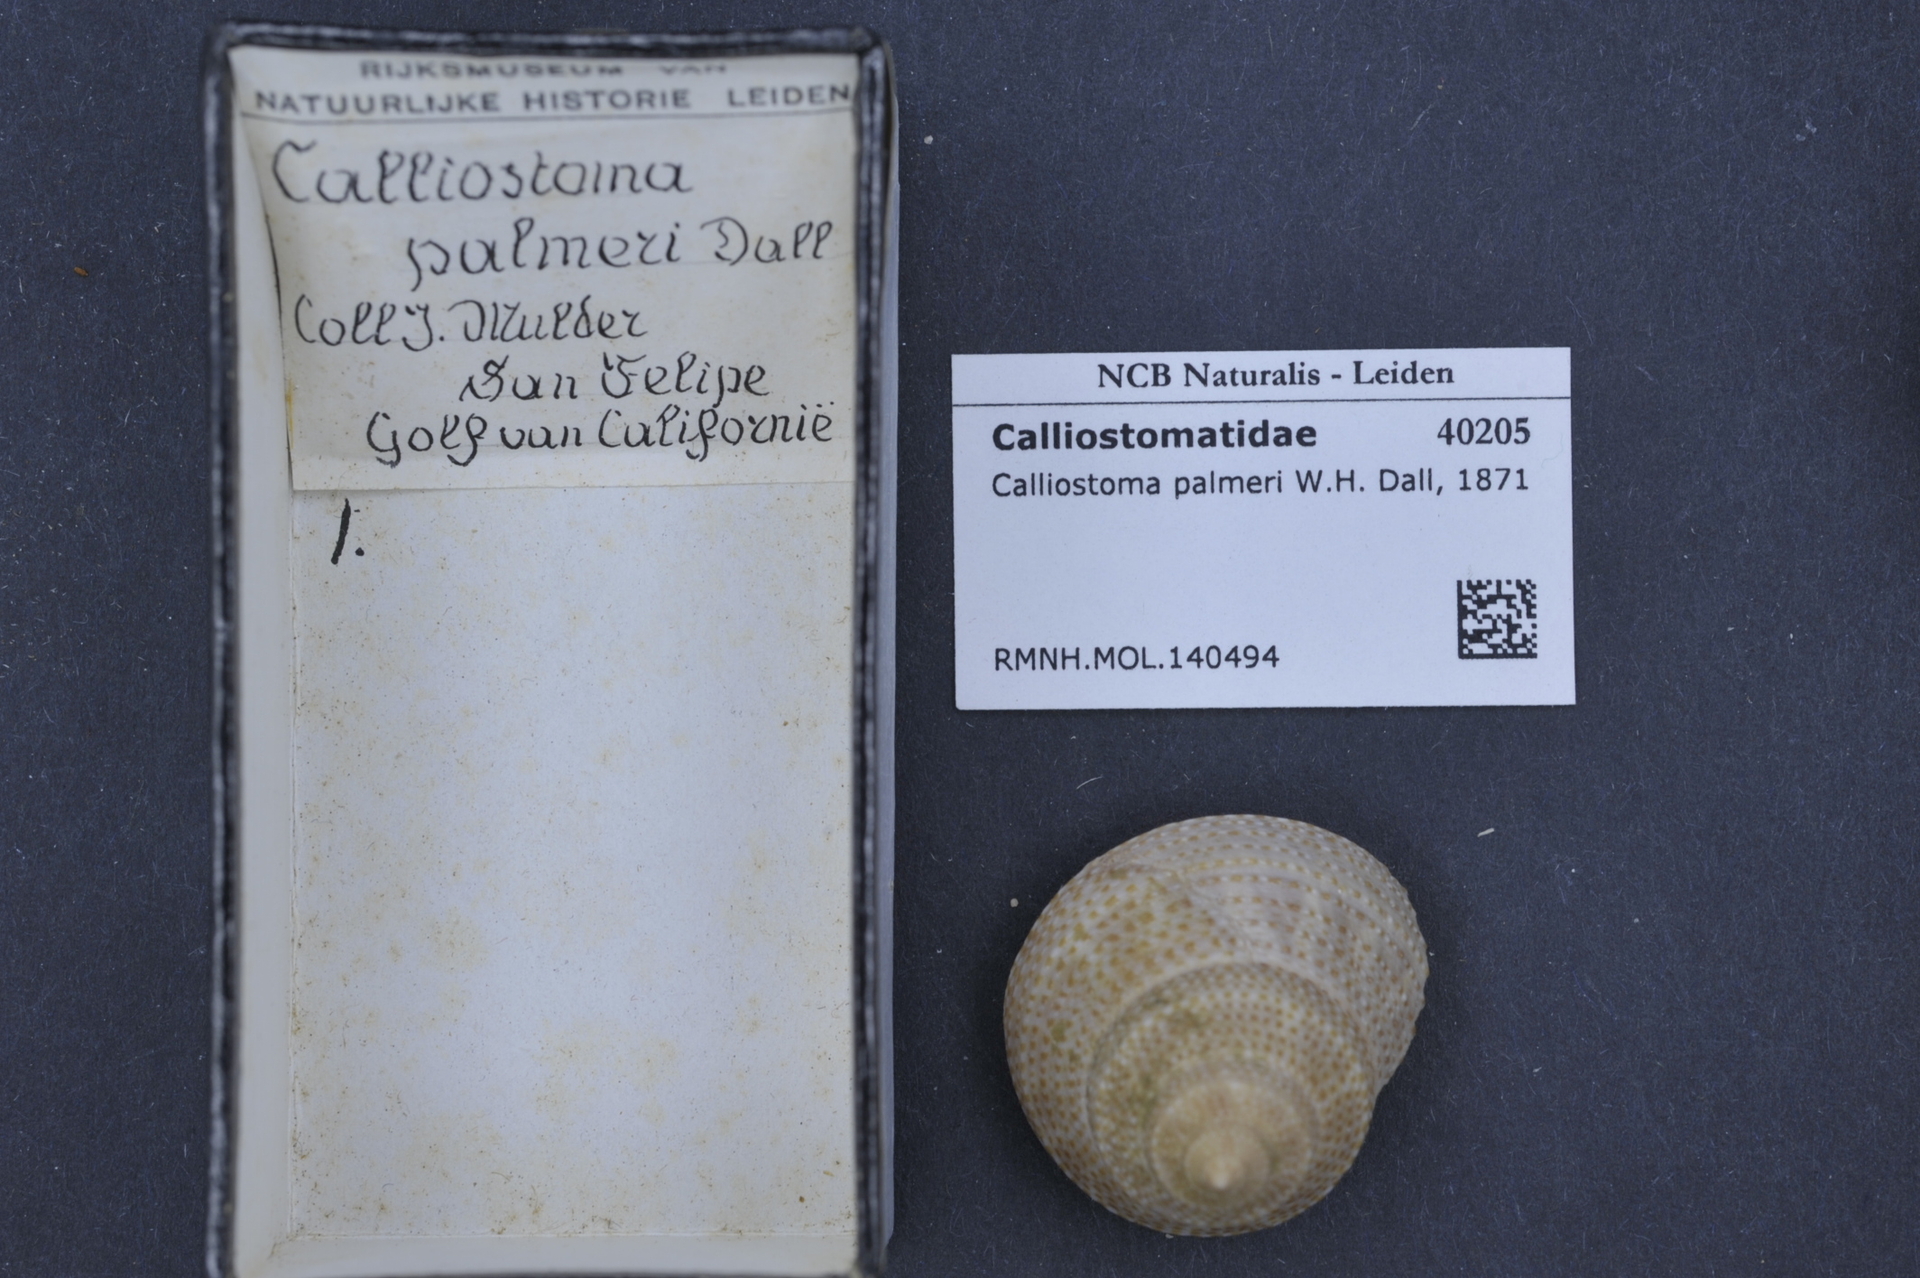 RIJKSMUSEUM VAN
NATUURLIJKE HISTORIE LEIDEN
Calliostoma
palmeri Dall
Coll J. Mulder
San Felipe
Golf van Californië
1.
NCB Naturalis - Leiden
Calliostomatidae 40205
Calliostoma palmeri W.H. Dall, 1871
RMNH.MOL.140494